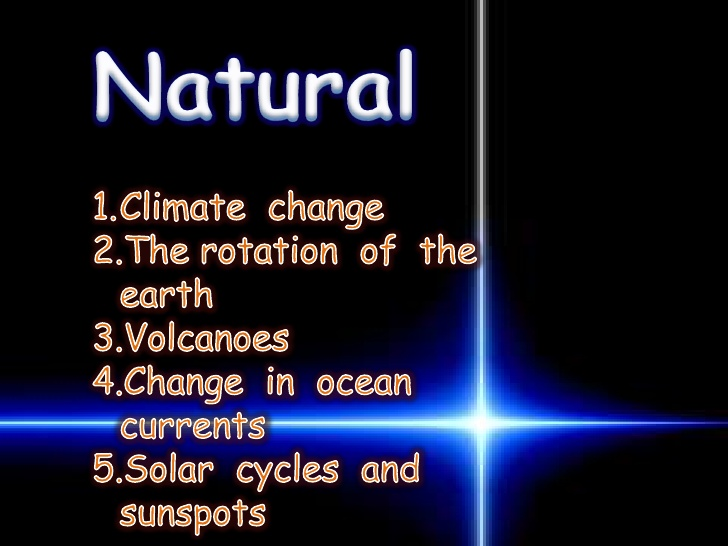 Natural
1.Climate change
2.The rotation of the
earth
3.Volcanoes
4.Change in ocean
currents
5.Solar cycles and
sunspots